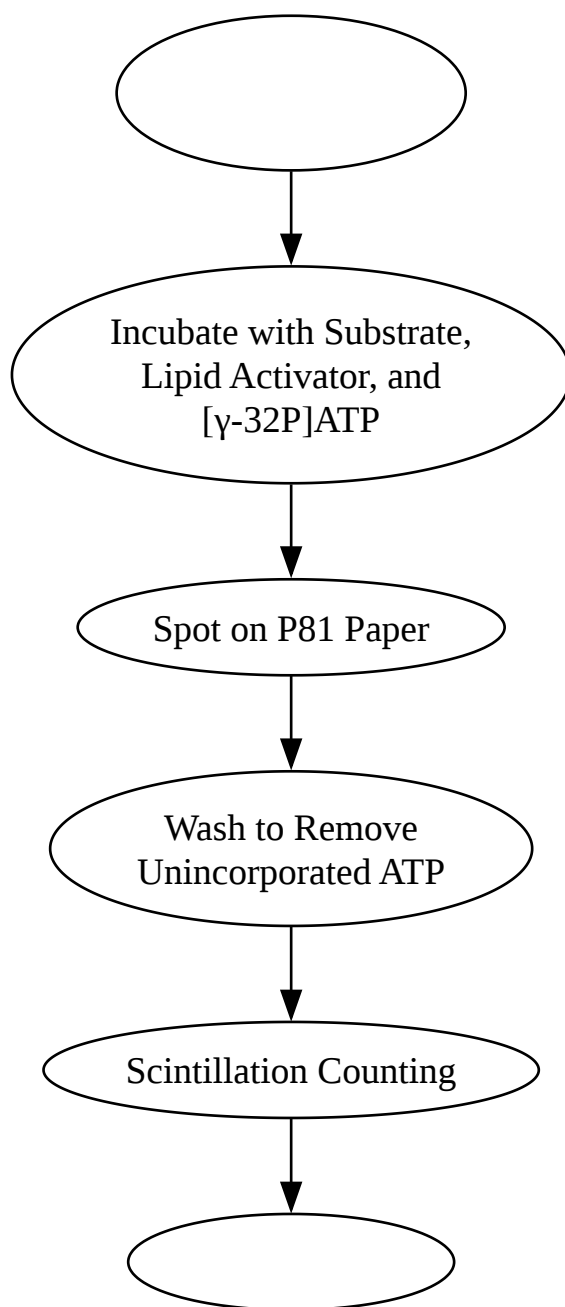 Incubate with Substrate,
Lipid Activator, and
[γ-32P]ATP
Spot on P81 Paper
Wash to Remove
Unincorporated ATP
Scintillation Counting